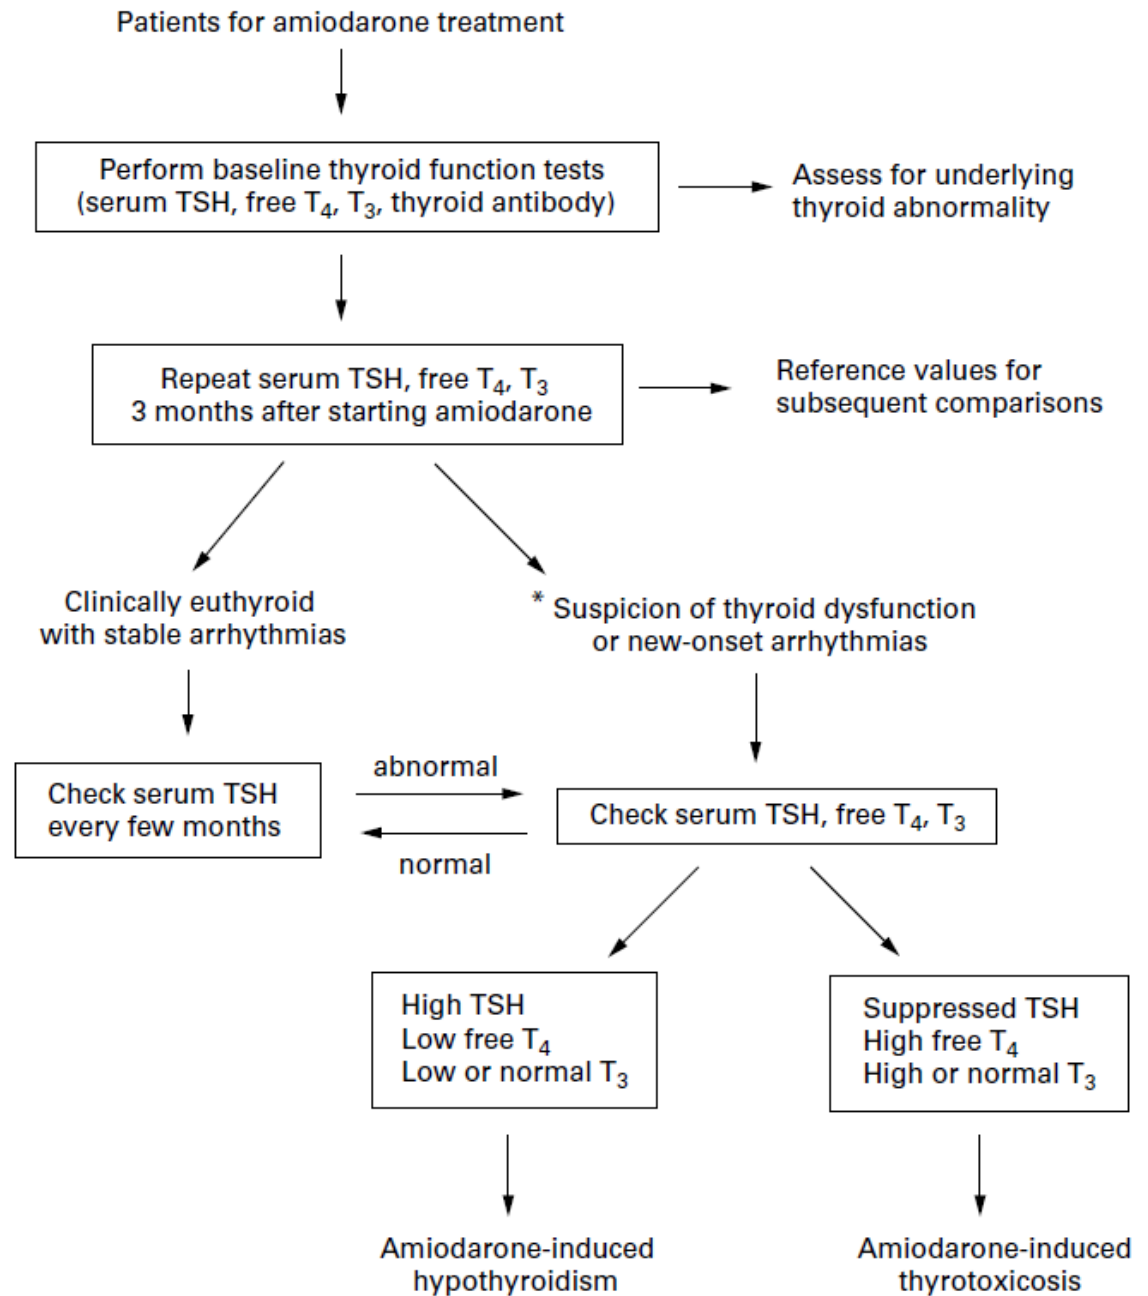 Patients for amiodarone treatment
Perform baseline thyroid function tests
(serum TSH, free T₄, T₃, thyroid antibody)
Assess for underlying
thyroid abnormality
Repeat serum TSH, free T₄, T₃
3 months after starting amiodarone
Reference values for
subsequent comparisons
Clinically euthyroid
with stable arrhythmias
* Suspicion of thyroid dysfunction
or new-onset arrhythmias
Check serum TSH
every few months
abnormal
normal
Check serum TSH, free T₄, T₃
High TSH
Low free T₄
Low or normal T₃
Suppressed TSH
High free T₄
High or normal T₃
Amiodarone-induced
hypothyroidism
Amiodarone-induced
thyrotoxicosis